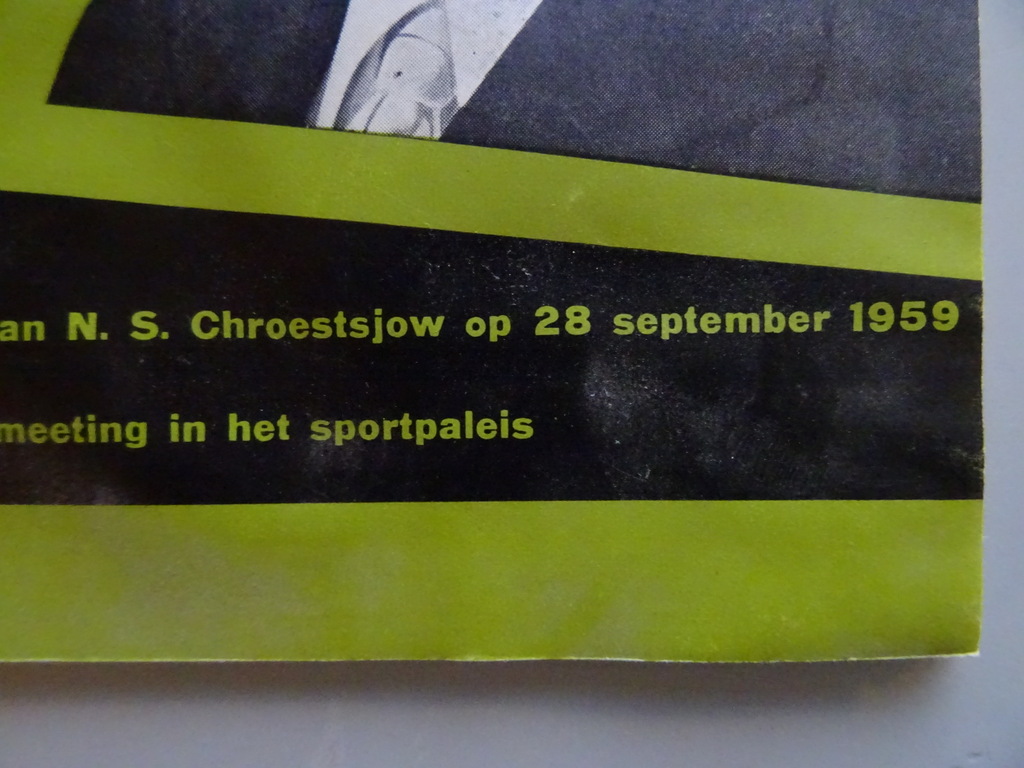 an N. S. Chroestsjow op 28 september 1959
meeting in het sportpaleis